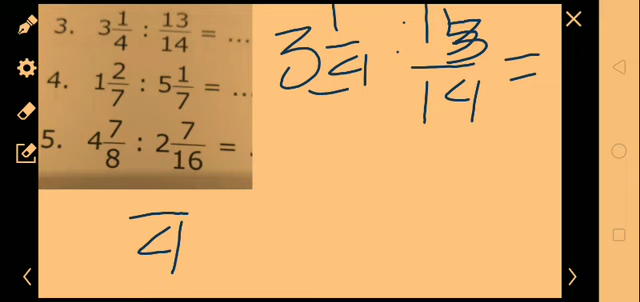 3. 3 1/4 : 13/14 = ...
4. 1 2/7 : 5 1/7 = ...
5. 4 7/8 : 2 7/16 = .
3 1/4 : 13/14 =
/4